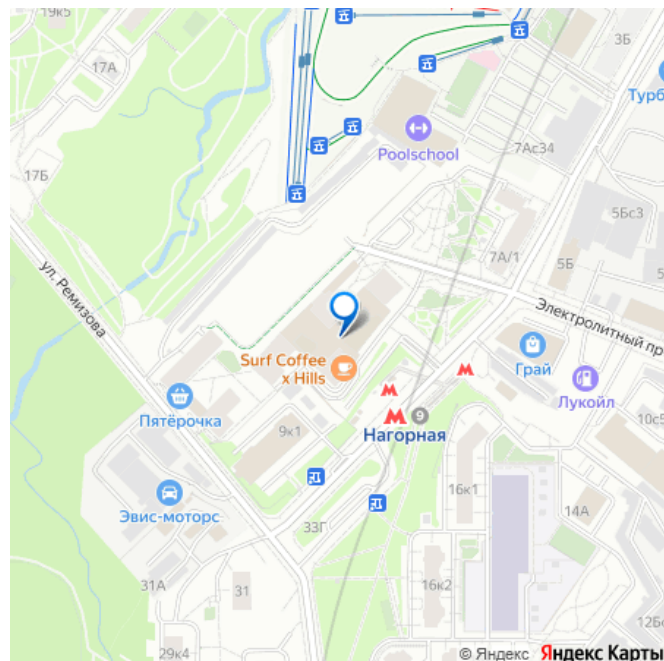 19к5
3Б
17А
Турб
Poolschool
7Ас34
17Б
5Бс3
7А/1
5Б
ул. Ремизова
Электролитный пр
Surf Coffee
x Hills
Грай
Лукойл
Пятёрочка
9
Нагорная
10с5
9к1
16к1
Эвис-моторс
14А
33Г
31А
31
16к2
12Бс
29к4
© Яндекс Яндекс Карты